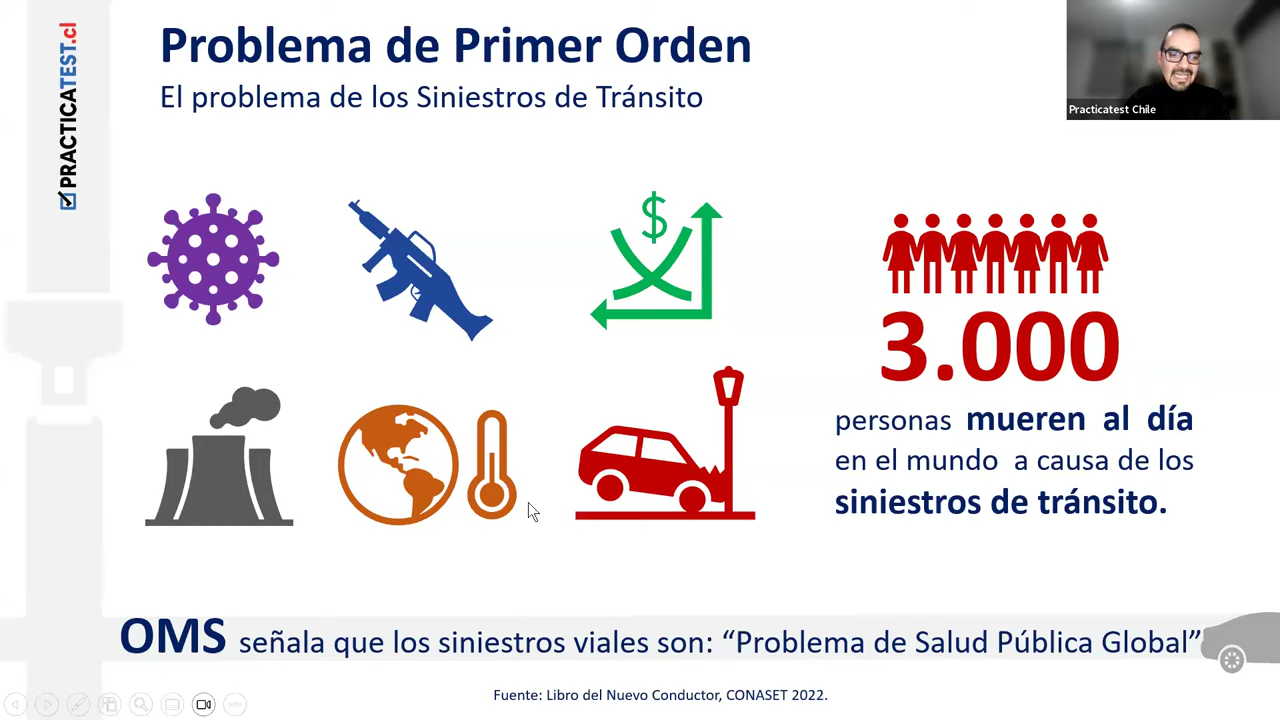 Problema de Primer Orden
El problema de los Siniestros de Tránsito
PRACTICATEST.cl
Practicatest Chile
$
3.000
personas mueren al día
en el mundo a causa de los
siniestros de tránsito.
OMS señala que los siniestros viales son: “Problema de Salud Pública Global”
Fuente: Libro del Nuevo Conductor, CONASET 2022.